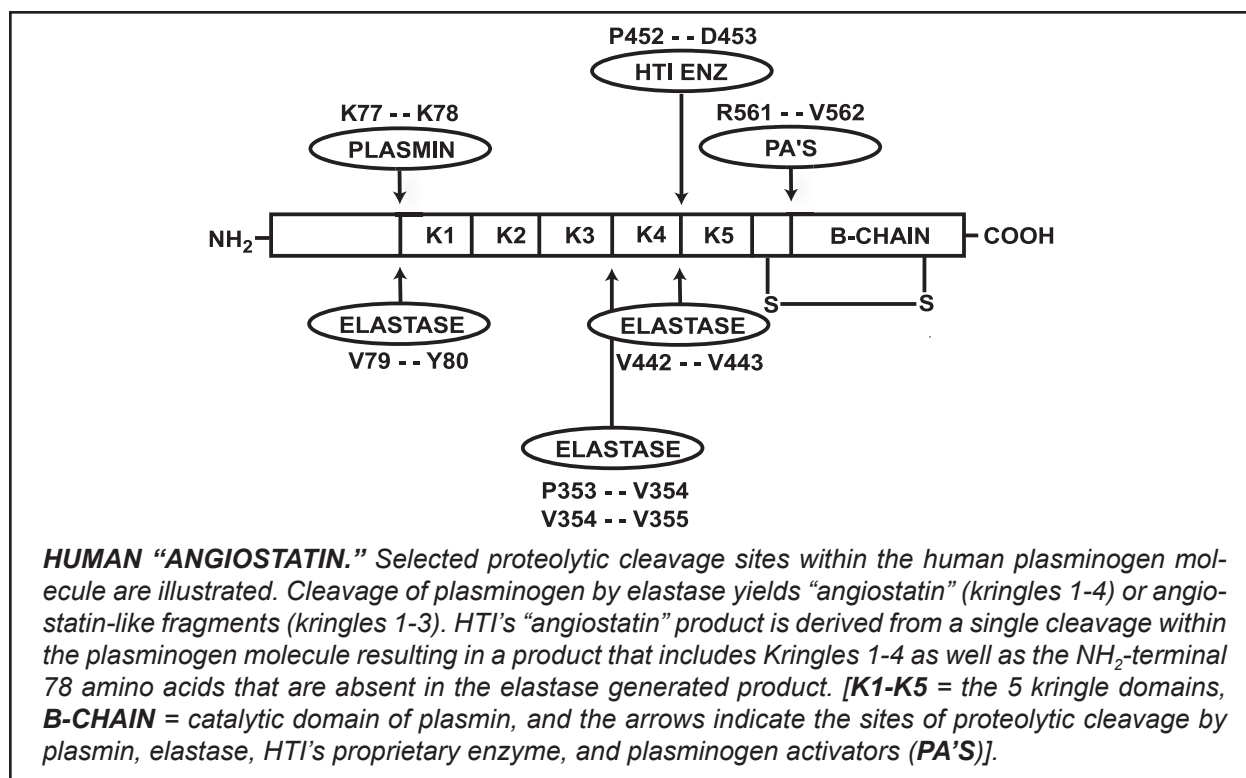 P452 - - D453
HTI ENZ
K77 - - K78
R561 - - V562
PLASMIN
PA'S
NH2
K1
K2
K3
K4
K5
B-CHAIN
COOH
S
S
ELASTASE
ELASTASE
V79 - - Y80
V442 - - V443
ELASTASE
P353 - - V354
V354 - - V355
HUMAN “ANGIOSTATIN.” Selected proteolytic cleavage sites within the human plasminogen mol-
ecule are illustrated. Cleavage of plasminogen by elastase yields “angiostatin” (kringles 1-4) or angio-
statin-like fragments (kringles 1-3). HTI’s “angiostatin” product is derived from a single cleavage within
the plasminogen molecule resulting in a product that includes Kringles 1-4 as well as the NH2-terminal
78 amino acids that are absent in the elastase generated product. [K1-K5 = the 5 kringle domains,
B-CHAIN = catalytic domain of plasmin, and the arrows indicate the sites of proteolytic cleavage by
plasmin, elastase, HTI’s proprietary enzyme, and plasminogen activators (PA’S)].